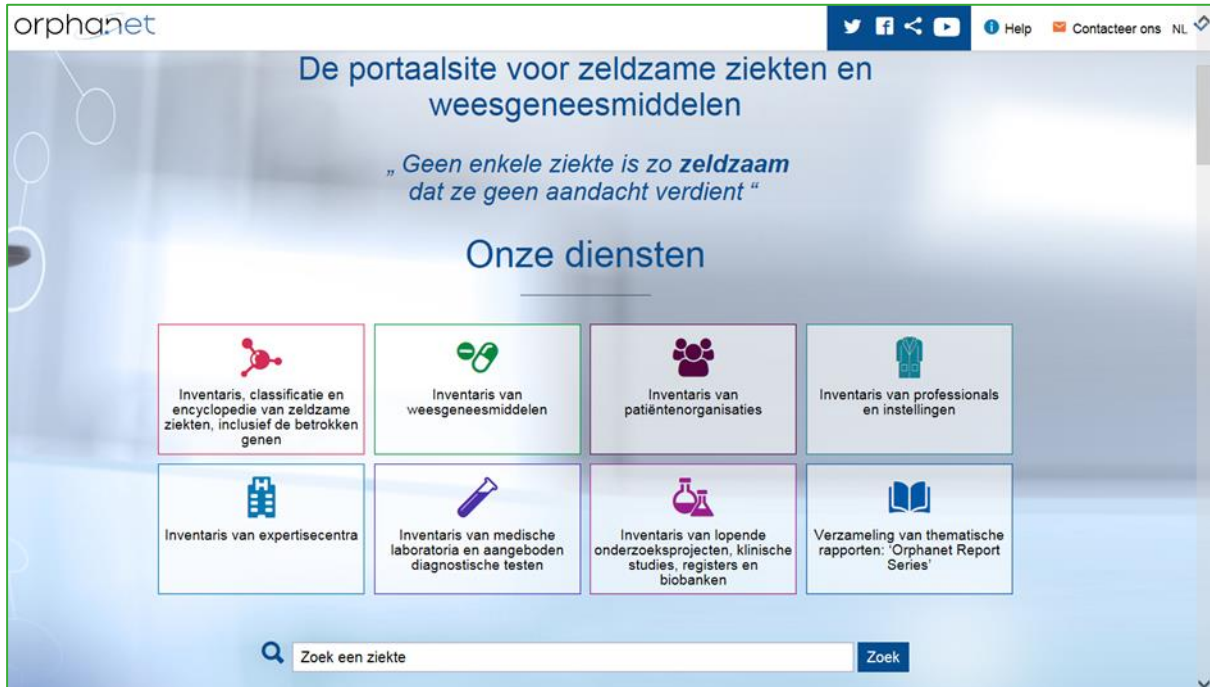 orphanet
Help
Contacteer ons
NL
De portaalsite voor zeldzame ziekten en
weesgeneesmiddelen
„ Geen enkele ziekte is zo zeldzaam
dat ze geen aandacht verdient “
Onze diensten
Inventaris, classificatie en
encyclopedie van zeldzame
ziekten, inclusief de betrokken
genen
Inventaris van
weesgeneesmiddelen
Inventaris van
patiëntenorganisaties
Inventaris van professionals
en instellingen
Inventaris van expertisecentra
Inventaris van medische
laboratoria en aangeboden
diagnostische testen
Inventaris van lopende
onderzoeksprojecten, klinische
studies, registers en
biobanken
Verzameling van thematische
rapporten: ‘Orphanet Report
Series’
Zoek een ziekte
Zoek